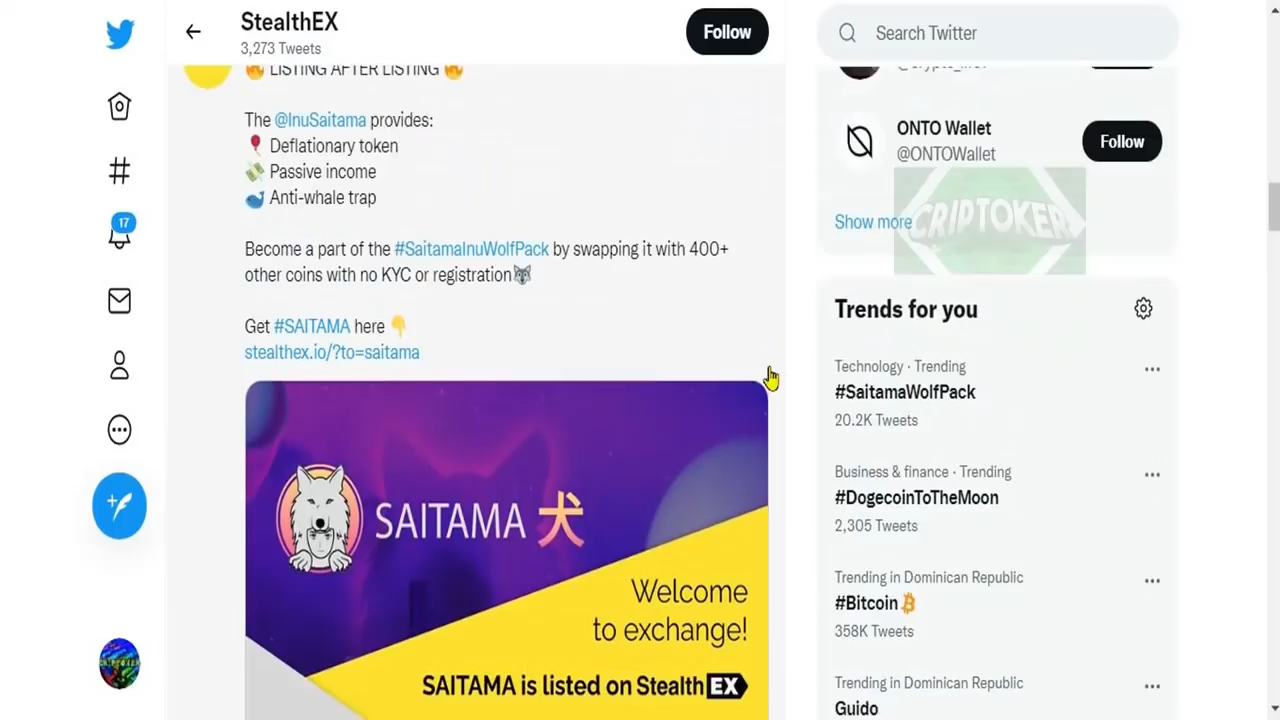 StealthEX
3,273 Tweets
Follow
🔥 LISTING AFTER LISTING 🔥
The @InuSaitama provides:
🎈 Deflationary token
💸 Passive income
🐳 Anti-whale trap
Become a part of the #SaitamaInuWolfPack by swapping it with 400+
other coins with no KYC or registration🐺
Get #SAITAMA here 👇
stealthex.io/?to=saitama
SAITAMA 犬
Welcome
to exchange!
SAITAMA is listed on StealthEX
17
Search Twitter
ONTO Wallet
@ONTOWallet
Follow
Show more
CRIPTOKER
Trends for you
Technology · Trending
#SaitamaWolfPack
20.2K Tweets
Business & finance · Trending
#DogecoinToTheMoon
2,305 Tweets
Trending in Dominican Republic
#Bitcoin
358K Tweets
Trending in Dominican Republic
Guido